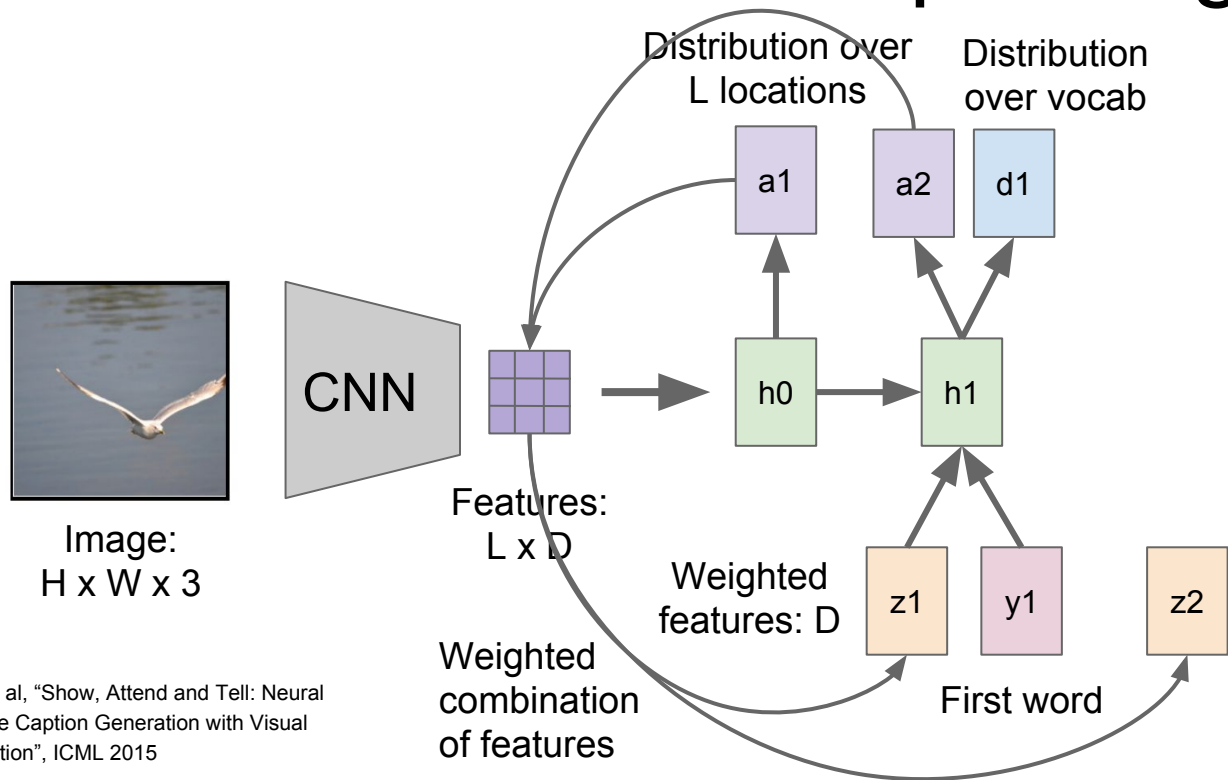 Distribution over
L locations
Distribution
over vocab
a1
a2
d1
CNN
h0
h1
Features:
L x D
Image:
H x W x 3
Weighted
features: D
z1
y1
z2
First word
Weighted
combination
of features
al, “Show, Attend and Tell: Neural
e Caption Generation with Visual
tion”, ICML 2015